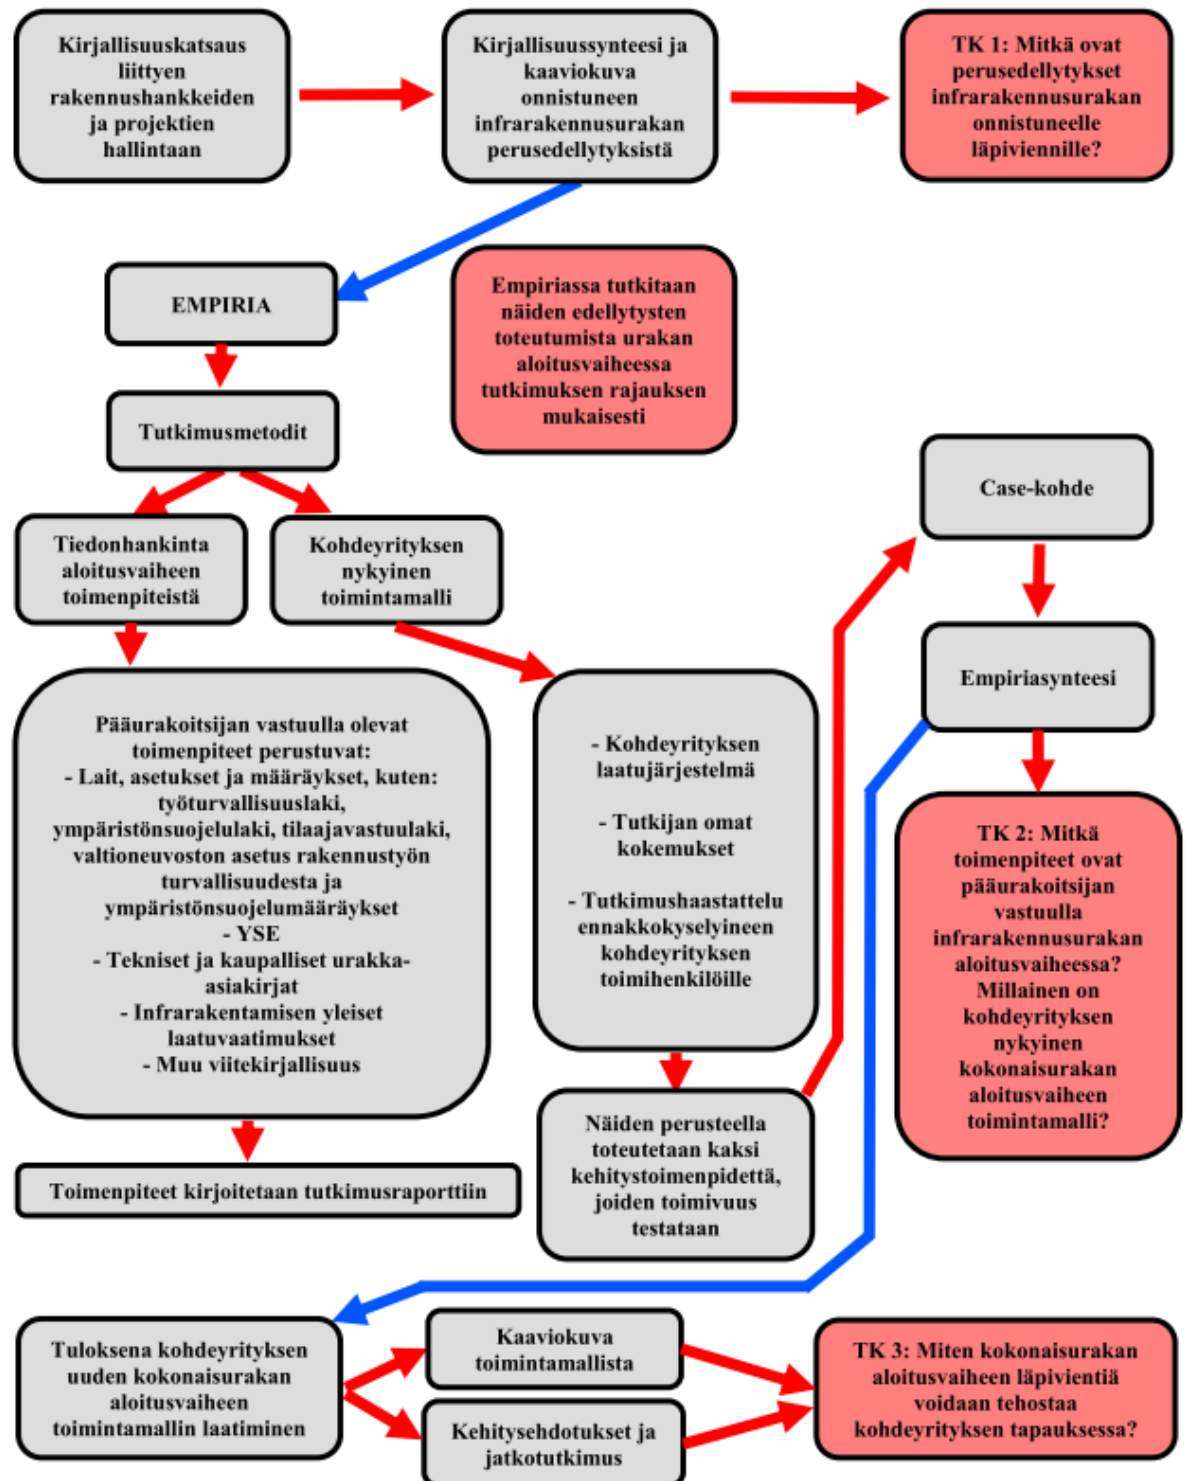 Kirjallisuuskatsaus
liittyen
rakennushankkeiden
ja projektien
hallintaan
Kirjallisuussynteesi ja
kaaviokuva
onnistuneen
infrarakennusurakan
perusedellytyksistä
TK 1: Mitkä ovat
perusedellytykset
infrarakennusurakan
onnistuneelle
läpiviennille?
EMPIRIA
Empiriassa tutkitaan
näiden edellytysten
toteutumista urakan
aloitusvaiheessa
tutkimuksen rajauksen
mukaisesti
Tutkimusmetodit
Tiedonhankinta
aloitusvaiheen
toimenpiteistä
Kohdeyrityksen
nykyinen
toimintamalli
Pääurakoitsijan vastuulla olevat
toimenpiteet perustuvat:
- Lait, asetukset ja määräykset, kuten:
työturvallisuuslaki,
ympäristönsuojelulaki, tilaajavastuulaki,
valtioneuvoston asetus rakennustyön
turvallisuudesta ja
ympäristönsuojelumääräykset
- YSE
- Tekniset ja kaupalliset urakka-
asiakirjat
- Infrarakentamisen yleiset
laatuvaatimukset
- Muu viitekirjallisuus
Toimenpiteet kirjoitetaan tutkimusraporttiin
- Kohdeyrityksen
laatujärjestelmä
- Tutkijan omat
kokemukset
- Tutkimushaastattelu
ennakkokyselyineen
kohdeyrityksen
toimihenkilöille
Näiden perusteella
toteutetaan kaksi
kehitystoimenpidettä,
joiden toimivuus
testataan
Case-kohde
Empiriasynteesi
TK 2: Mitkä
toimenpiteet ovat
pääurakoitsijan
vastuulla
infrarakennusurakan
aloitusvaiheessa?
Millainen on
kohdeyrityksen
nykyinen
kokonaisurakan
aloitusvaiheen
toimintamalli?
Tuloksena kohdeyrityksen
uuden kokonaisurakan
aloitusvaiheen
toimintamallin laatiminen
Kaaviokuva
toimintamallista
Kehitysehdotukset ja
jatkotutkimus
TK 3: Miten kokonaisurakan
aloitusvaiheen läpivientiä
voidaan tehostaa
kohdeyrityksen tapauksessa?